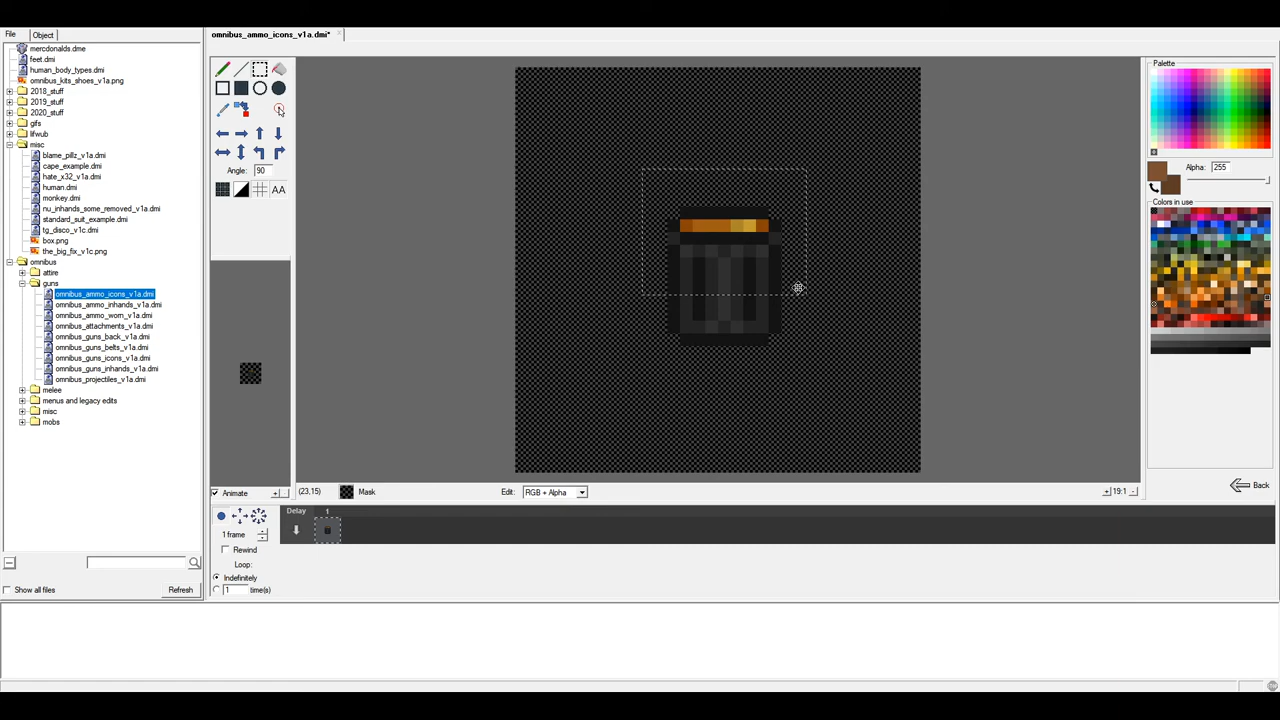 File
Object
omnibus_ammo_icons_v1a.dmi*
mercdonalds.dme
feet.dmi
human_body_types.dmi
omnibus_kits_shoes_v1a.png
2018_stuff
2019_stuff
2020_stuff
gifs
lifwub
misc
blame_pillz_v1a.dmi
cape_example.dmi
hate_x32_v1a.dmi
human.dmi
monkey.dmi
nu_inhands_some_removed_v1a.dmi
standard_suit_example.dmi
tg_disco_v1c.dmi
box.png
the_big_fix_v1c.png
omnibus
attire
guns
omnibus_ammo_icons_v1a.dmi
omnibus_ammo_inhands_v1a.dmi
omnibus_ammo_worn_v1a.dmi
omnibus_attachments_v1a.dmi
omnibus_guns_back_v1a.dmi
omnibus_guns_belts_v1a.dmi
omnibus_guns_icons_v1a.dmi
omnibus_guns_inhands_v1a.dmi
omnibus_projectiles_v1a.dmi
melee
menus and legacy edits
misc
mobs
Show all files
Refresh
Angle: 90
AA
Animate
(23,15)
Mask
Edit: RGB + Alpha
19:1
Delay 1
1 frame
Rewind
Loop:
Indefinitely
1 time(s)
Palette
Alpha: 255
Colors in use
Back